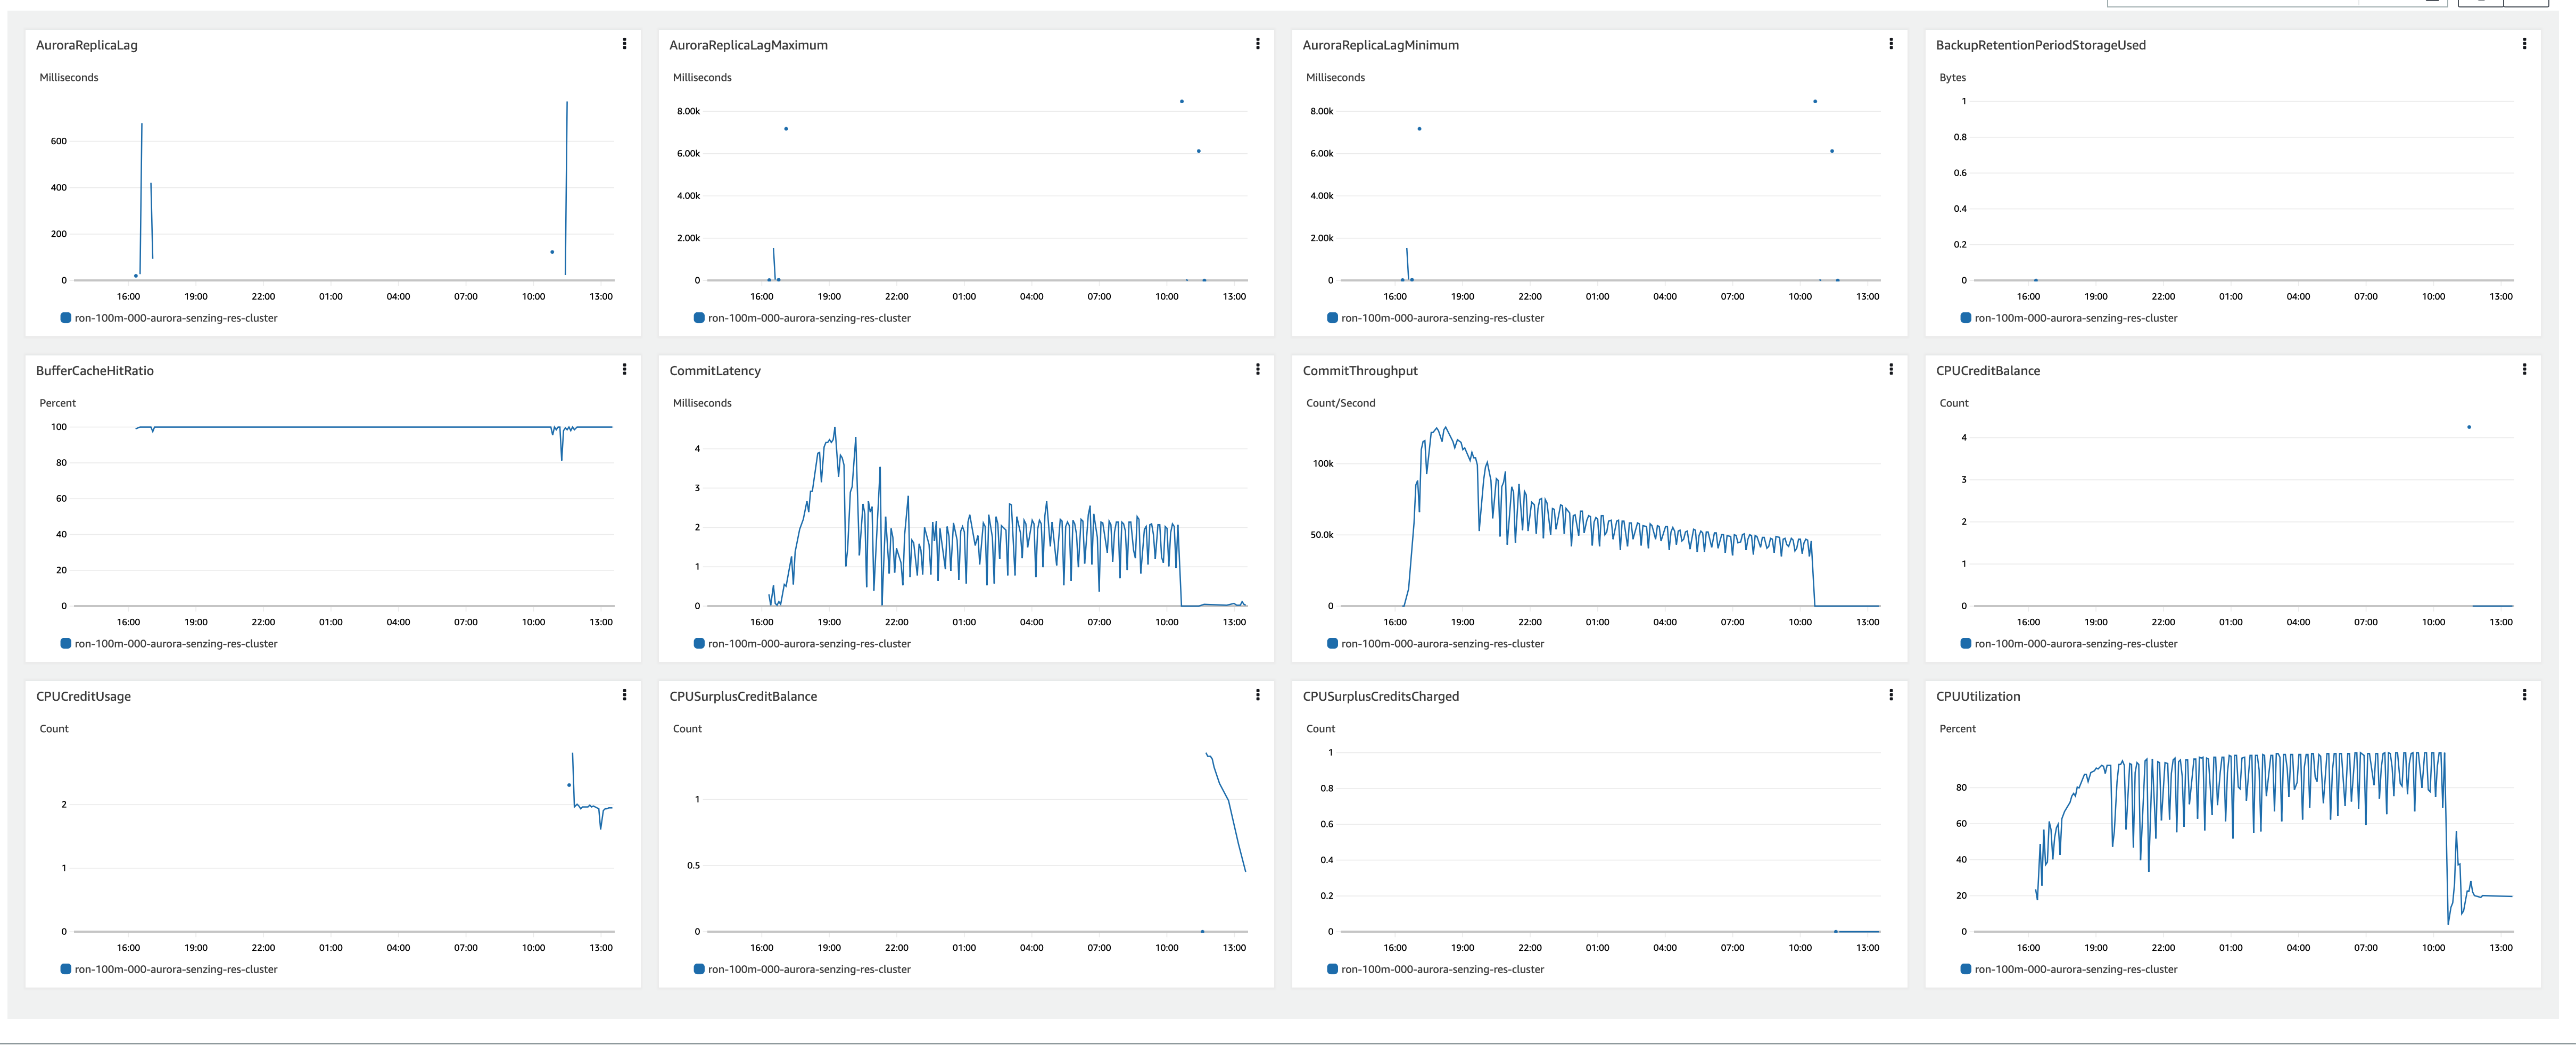 AuroraReplicaLag
Milliseconds
600
400
200
0
16:00 19:00 22:00 01:00 04:00 07:00 10:00 13:00
ron-100m-000-aurora-senzing-res-cluster
AuroraReplicaLagMaximum
Milliseconds
8.00k
6.00k
4.00k
2.00k
0
16:00 19:00 22:00 01:00 04:00 07:00 10:00 13:00
ron-100m-000-aurora-senzing-res-cluster
AuroraReplicaLagMinimum
Milliseconds
8.00k
6.00k
4.00k
2.00k
0
16:00 19:00 22:00 01:00 04:00 07:00 10:00 13:00
ron-100m-000-aurora-senzing-res-cluster
BackupRetentionPeriodStorageUsed
Bytes
1
0.8
0.6
0.4
0.2
0
16:00 19:00 22:00 01:00 04:00 07:00 10:00 13:00
ron-100m-000-aurora-senzing-res-cluster
BufferCacheHitRatio
Percent
100
80
60
40
20
0
16:00 19:00 22:00 01:00 04:00 07:00 10:00 13:00
ron-100m-000-aurora-senzing-res-cluster
CommitLatency
Milliseconds
4
3
2
1
0
16:00 19:00 22:00 01:00 04:00 07:00 10:00 13:00
ron-100m-000-aurora-senzing-res-cluster
CommitThroughput
Count/Second
100k
50.0k
0
16:00 19:00 22:00 01:00 04:00 07:00 10:00 13:00
ron-100m-000-aurora-senzing-res-cluster
CPUCreditBalance
Count
4
3
2
1
0
16:00 19:00 22:00 01:00 04:00 07:00 10:00 13:00
ron-100m-000-aurora-senzing-res-cluster
CPUCreditUsage
Count
2
1
0
16:00 19:00 22:00 01:00 04:00 07:00 10:00 13:00
ron-100m-000-aurora-senzing-res-cluster
CPUSurplusCreditBalance
Count
1
0.5
0
16:00 19:00 22:00 01:00 04:00 07:00 10:00 13:00
ron-100m-000-aurora-senzing-res-cluster
CPUSurplusCreditsCharged
Count
1
0.8
0.6
0.4
0.2
0
16:00 19:00 22:00 01:00 04:00 07:00 10:00 13:00
ron-100m-000-aurora-senzing-res-cluster
CPUUtilization
Percent
80
60
40
20
0
16:00 19:00 22:00 01:00 04:00 07:00 10:00 13:00
ron-100m-000-aurora-senzing-res-cluster